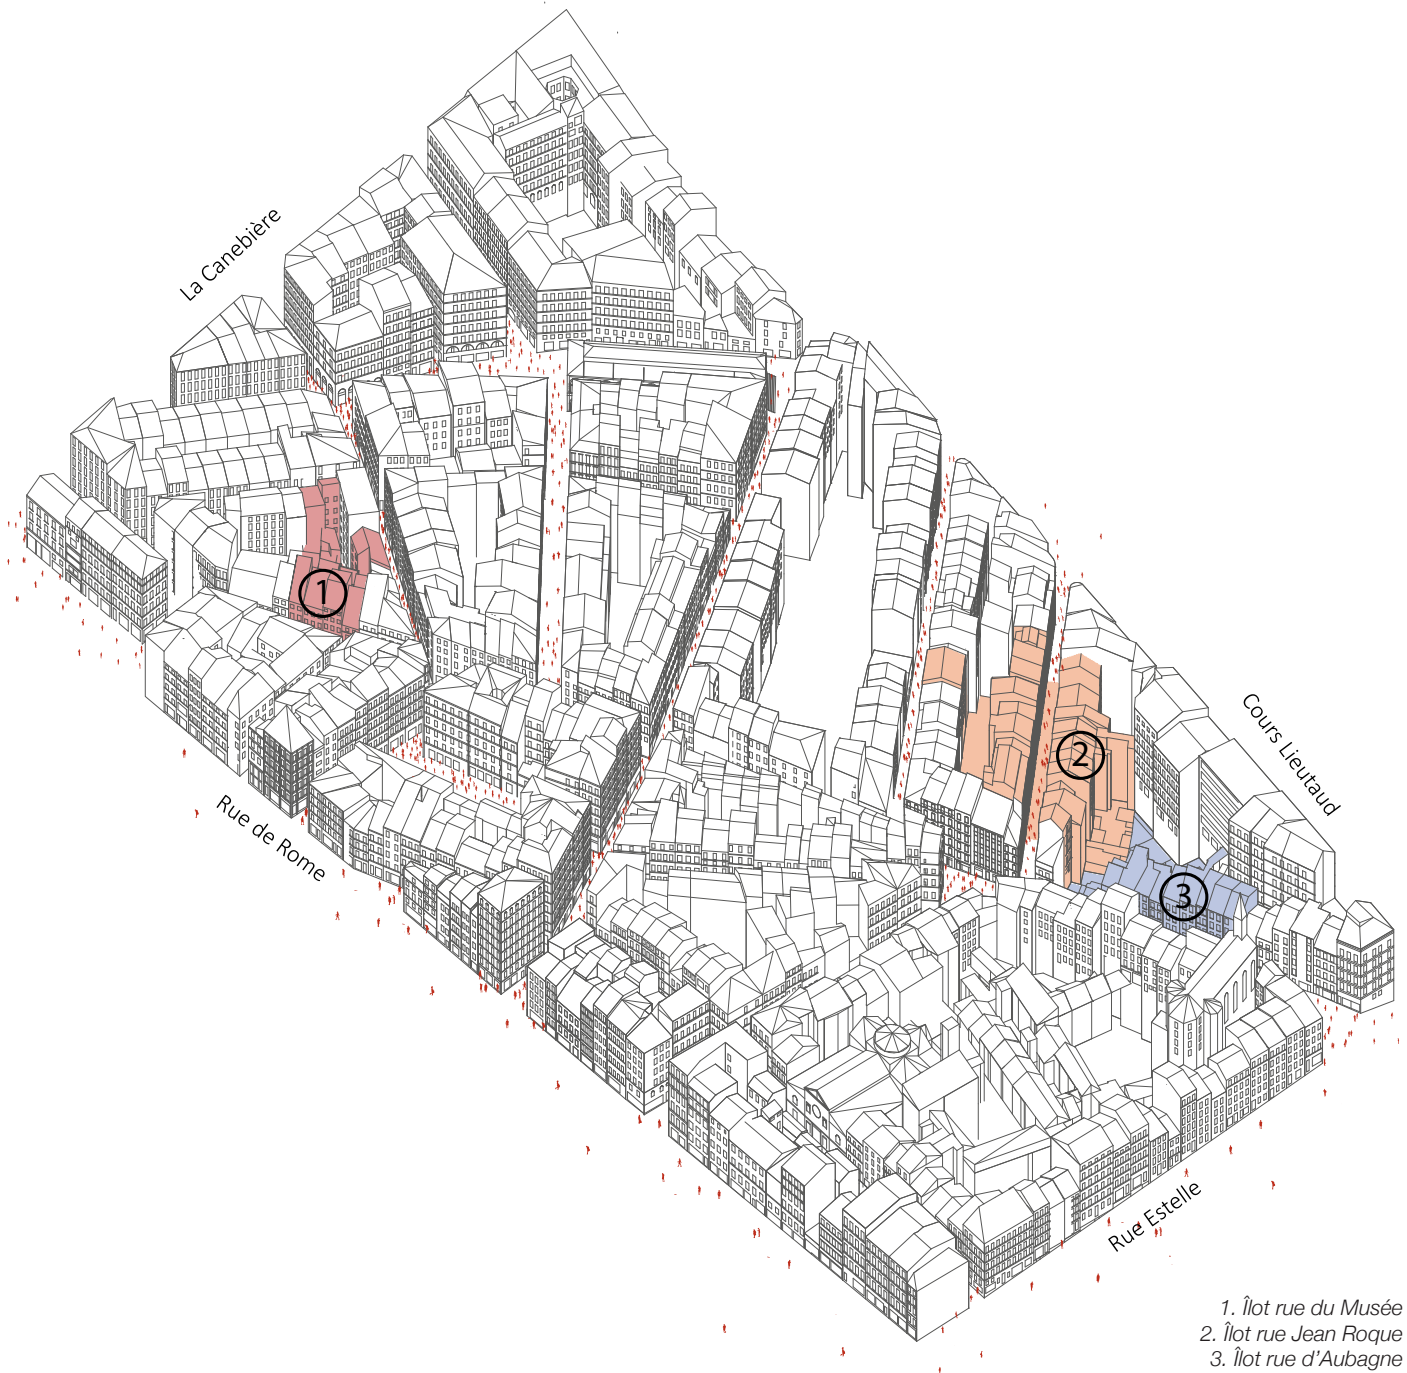 La Canebière
1
2
Cours Lieutaud
Rue de Rome
3
Rue Estelle
1. Îlot rue du Musée
2. Îlot rue Jean Roque
3. Îlot rue d'Aubagne